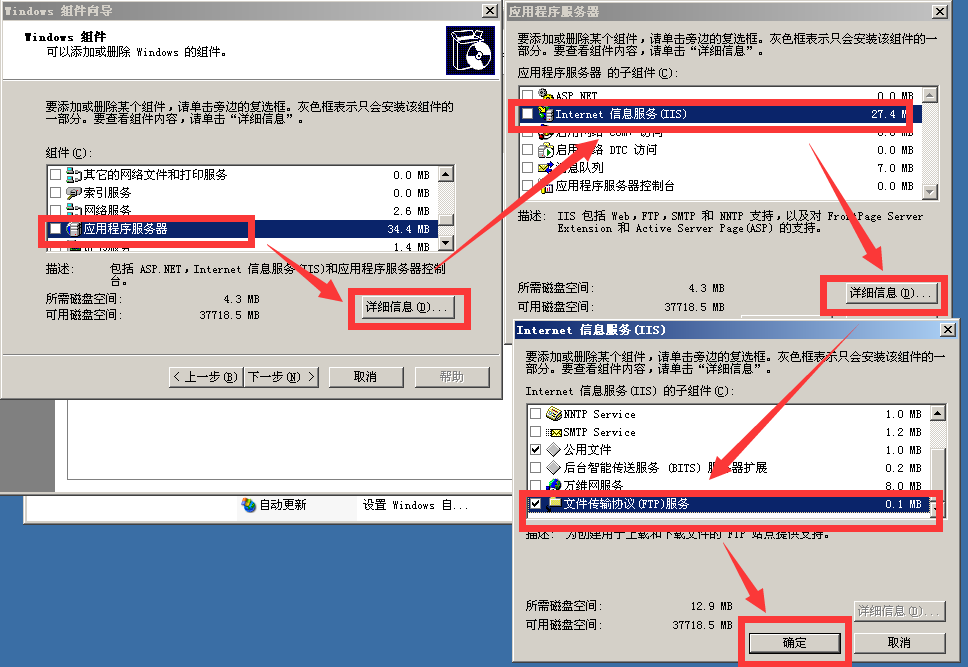 Windows 组件向导
Windows 组件
可以添加或删除 Windows 的组件。
要添加或删除某个组件，请单击旁边的复选框。灰色框表示只会安装该组件的
一部分。要查看组件内容，请单击“详细信息”。
组件(C):
其它的网络文件和打印服务 0.0 MB
索引服务 0.0 MB
网络服务 2.6 MB
应用程序服务器 34.4 MB
1.4 MB
描述: 包括 ASP.NET，Internet 信息服务(IIS)和应用程序服务器控制
台。
所需磁盘空间: 4.3 MB
可用磁盘空间: 37718.5 MB
详细信息(D)...
< 上一步(B)
下一步(N) >
取消
帮助
自动更新
设置 Windows 自...
应用程序服务器
要添加或删除某个组件，请单击旁边的复选框。灰色框表示只会安装该组件的一
部分。要查看组件内容，请单击“详细信息”。
应用程序服务器 的子组件(C):
ASP.NET 0.0 MB
Internet 信息服务(IIS) 27.4 M
启用网络 COM+ 访问 0.0 MB
启用 络 DTC 访问 0.0 MB
消息队列 7.0 MB
应用程序服务器控制台 0.0 MB
描述: IIS 包括 Web，FTP，SMTP 和 NNTP 支持，以及对 FrontPage Server
Extension 和 Active Server Page(ASP) 的支持。
所需磁盘空间: 4.3 MB
可用磁盘空间: 37718.5 MB
详细信息(D)...
Internet 信息服务(IIS)
要添加或删除某个组件，请单击旁边的复选框。灰色框表示只会安装该组件的一
部分。要查看组件内容，请单击“详细信息”。
Internet 信息服务(IIS) 的子组件(C):
NNTP Service 1.0 MB
SMTP Service 1.2 MB
公用文件 1.0 MB
后台智能传送服务 (BITS) 服务器扩展 0.2 MB
万维网服务 8.0 MB
文件传输协议(FTP)服务 0.1 MB
描述: 为创建用于上载和下载文件的 FTP 站点提供支持。
所需磁盘空间: 12.9 MB
可用磁盘空间: 37718.5 MB
详细信息(D)...
确定
取消